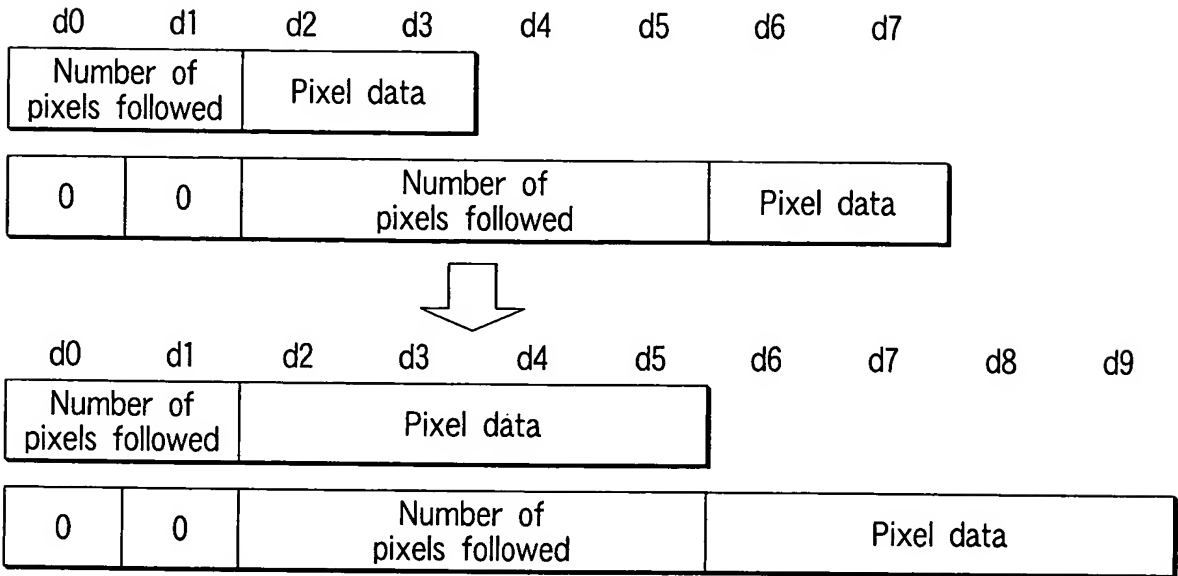 d0 d1 d2 d3 d4 d5 d6 d7
Number of
pixels followed
Pixel data
0 0 Number of
pixels followed
Pixel data
d0 d1 d2 d3 d4 d5 d6 d7 d8 d9
Number of
pixels followed
Pixel data
0 0 Number of
pixels followed
Pixel data